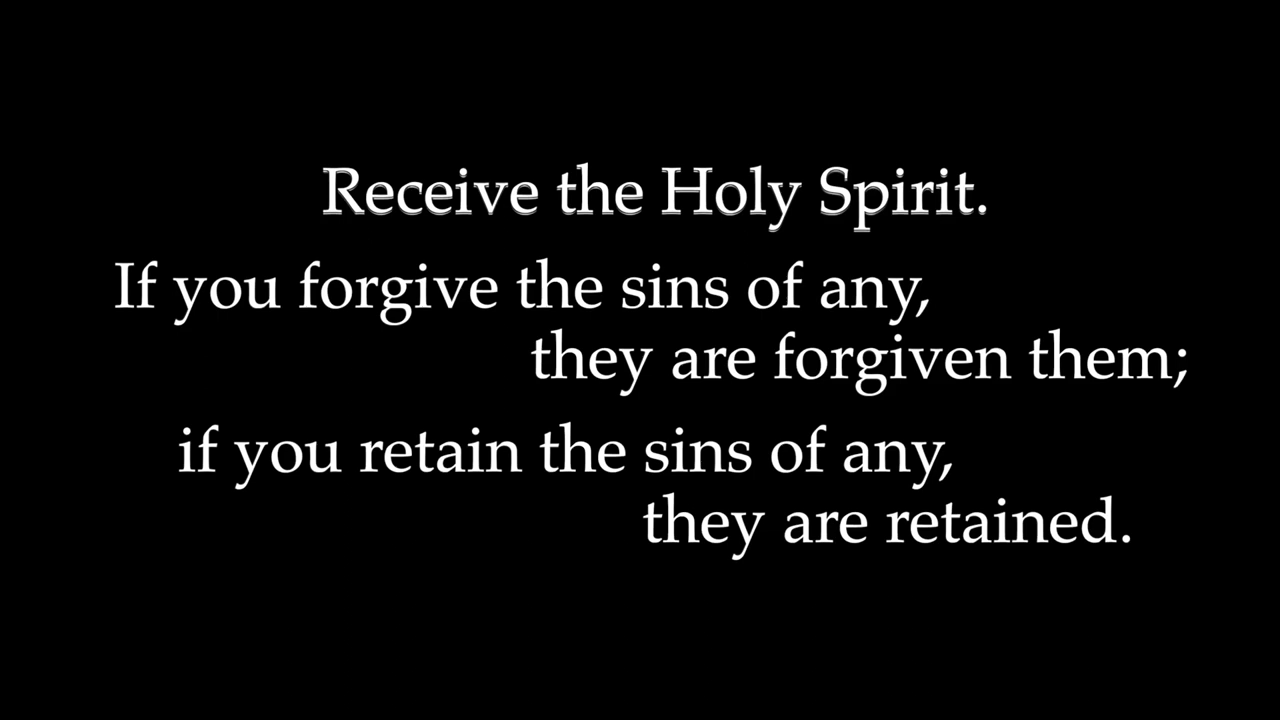 Receive the Holy Spirit.
If you forgive the sins of any,
they are forgiven them;
if you retain the sins of any,
they are retained.